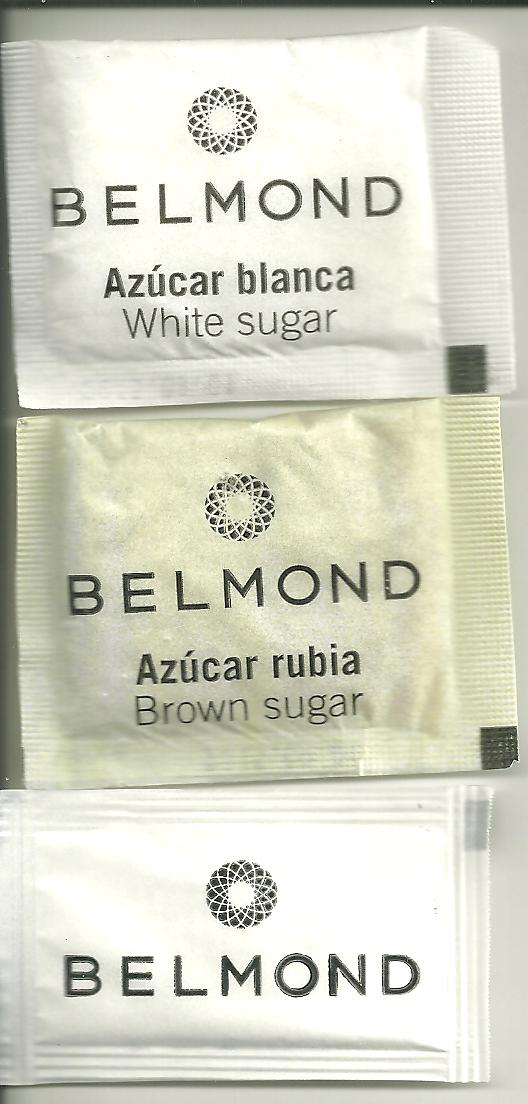 BELMOND
Azúcar blanca
White sugar
BELMOND
Azúcar rubia
Brown sugar
BELMOND